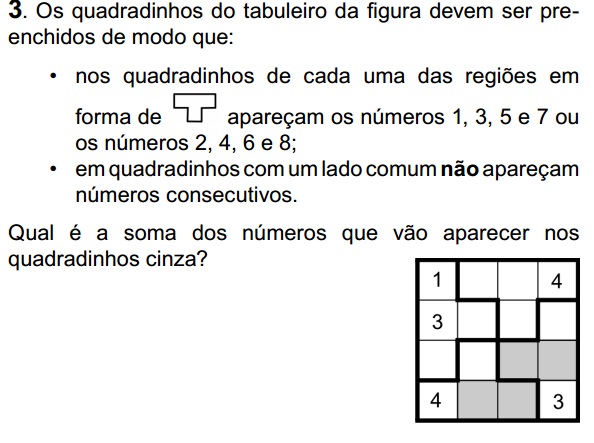 3. Os quadradinhos do tabuleiro da figura devem ser pre-
enchidos de modo que:
• nos quadradinhos de cada uma das regiões em
forma de apareçam os números 1, 3, 5 e 7 ou
os números 2, 4, 6 e 8;
• em quadradinhos com um lado comum não apareçam
números consecutivos.
Qual é a soma dos números que vão aparecer nos
quadradinhos cinza?
1 4
3
4 3